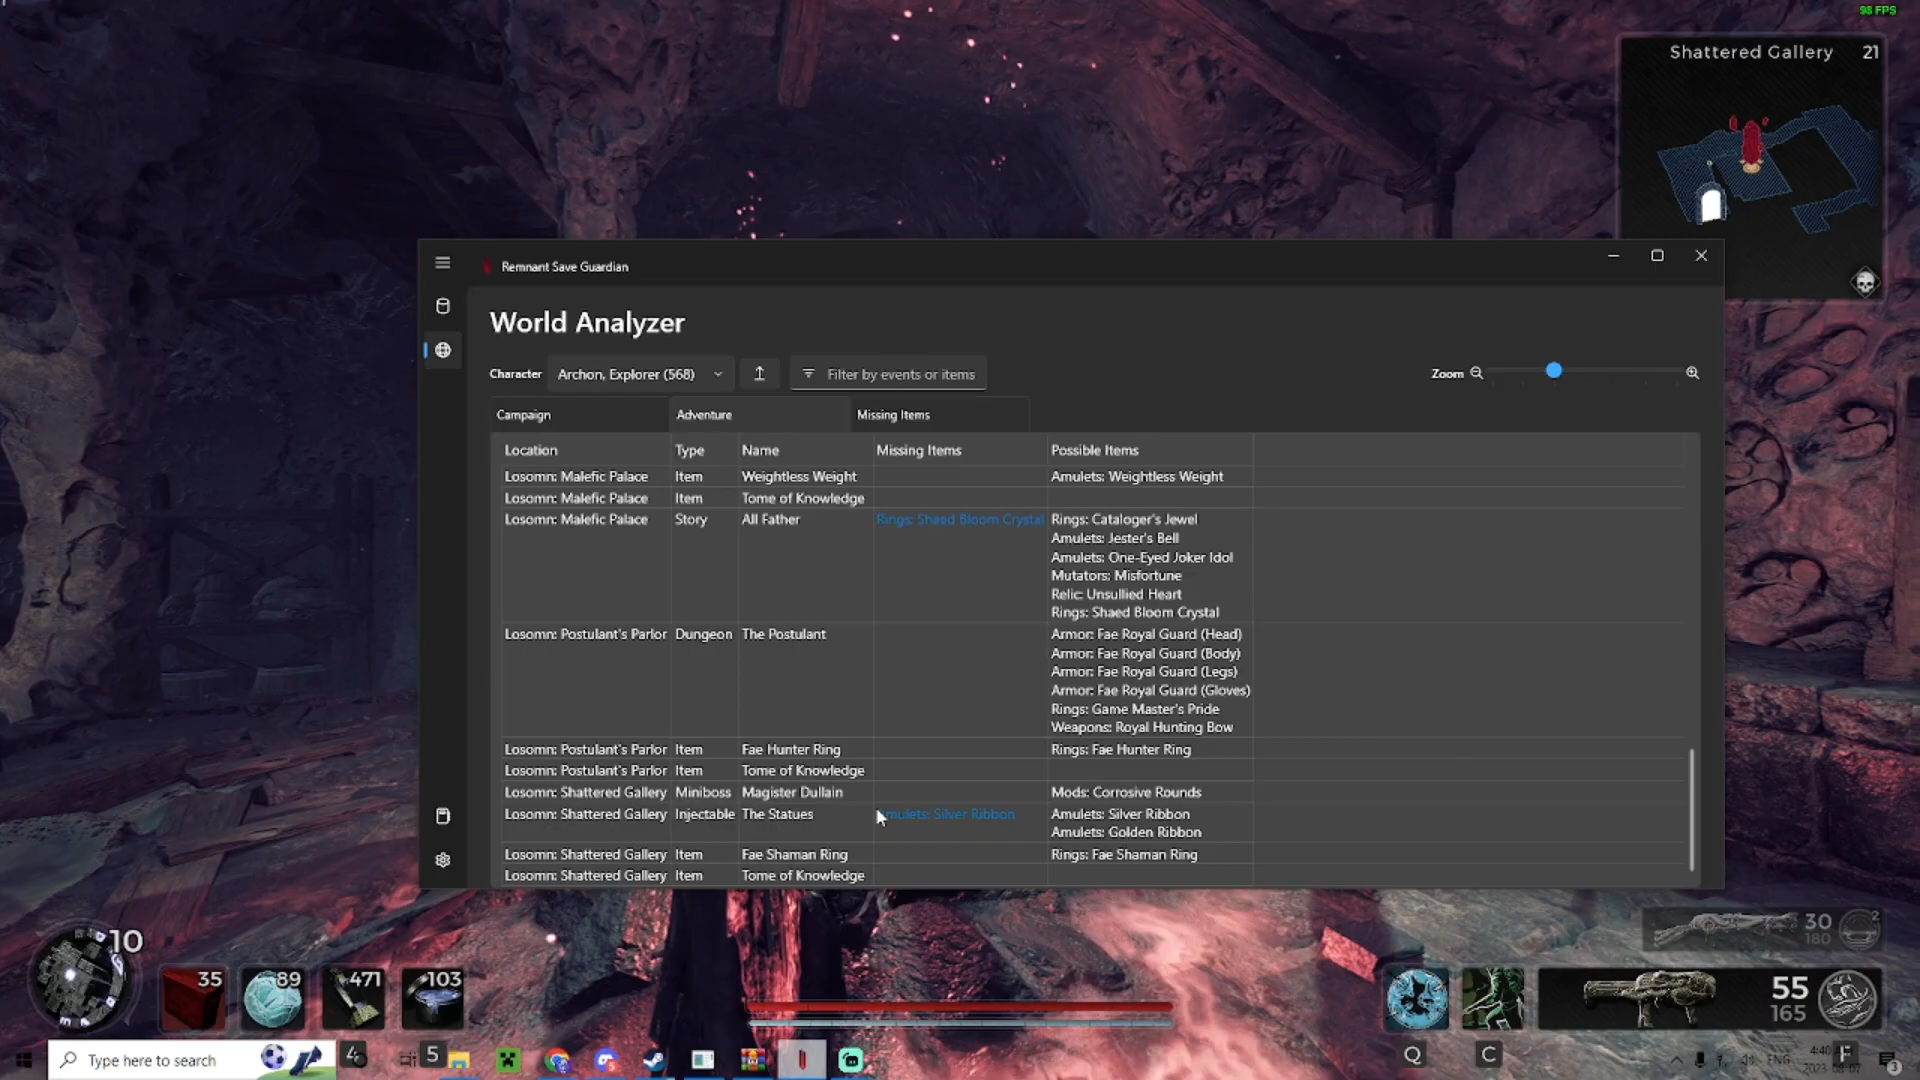 98 FPS
Shattered Gallery 21
Remnant Save Guardian
World Analyzer
Character Archon, Explorer (568) Filter by events or items Zoom
Campaign Adventure Missing Items
Location Type Name Missing Items Possible Items
Losomn: Malefic Palace Item Weightless Weight Amulets: Weightless Weight
Losomn: Malefic Palace Item Tome of Knowledge
Losomn: Malefic Palace Story All Father Rings: Shaed Bloom Crystal Rings: Cataloger's Jewel
Amulets: Jester's Bell
Amulets: One-Eyed Joker Idol
Mutators: Misfortune
Relic: Unsullied Heart
Rings: Shaed Bloom Crystal
Losomn: Postulant's Parlor Dungeon The Postulant Armor: Fae Royal Guard (Head)
Armor: Fae Royal Guard (Body)
Armor: Fae Royal Guard (Legs)
Armor: Fae Royal Guard (Gloves)
Rings: Game Master's Pride
Weapons: Royal Hunting Bow
Losomn: Postulant's Parlor Item Fae Hunter Ring Rings: Fae Hunter Ring
Losomn: Postulant's Parlor Item Tome of Knowledge
Losomn: Shattered Gallery Miniboss Magister Dullain Mods: Corrosive Rounds
Losomn: Shattered Gallery Injectable The Statues Amulets: Silver Ribbon Amulets: Silver Ribbon
Amulets: Golden Ribbon
Losomn: Shattered Gallery Item Fae Shaman Ring Rings: Fae Shaman Ring
Losomn: Shattered Gallery Item Tome of Knowledge
10
35 89 471 103
30 2
180
55
165
Q C F
Type here to search
5
ENG
4:40
3